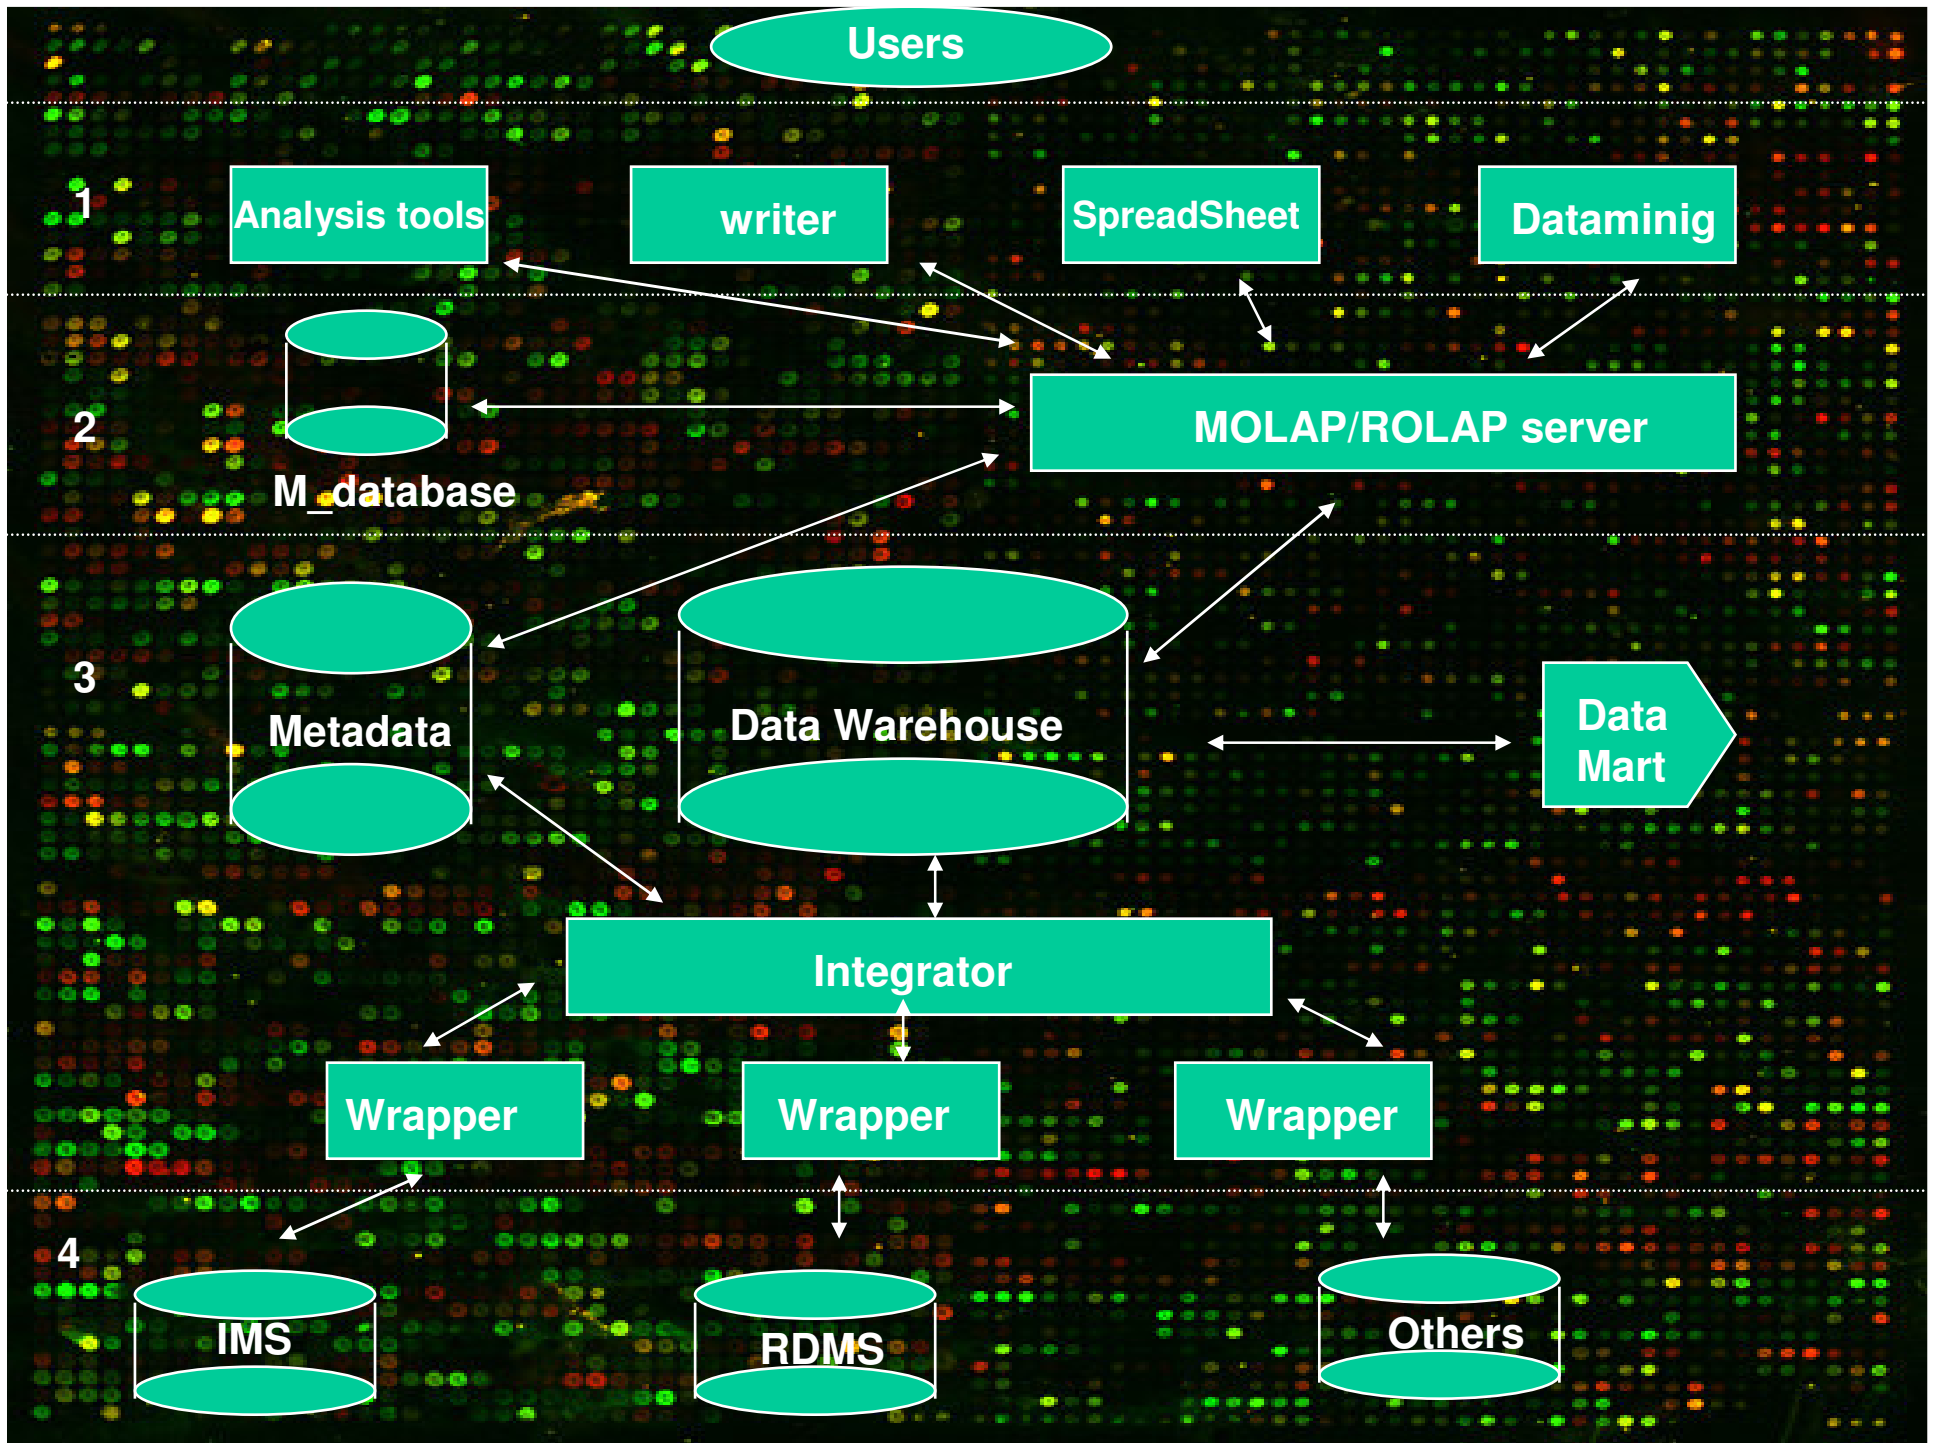 Users
1
Analysis tools
writer
SpreadSheet
Dataminig
2
MOLAP/ROLAP server
M_database
3
Metadata
Data Warehouse
Data
Mart
Integrator
Wrapper
Wrapper
Wrapper
4
IMS
RDMS
Others